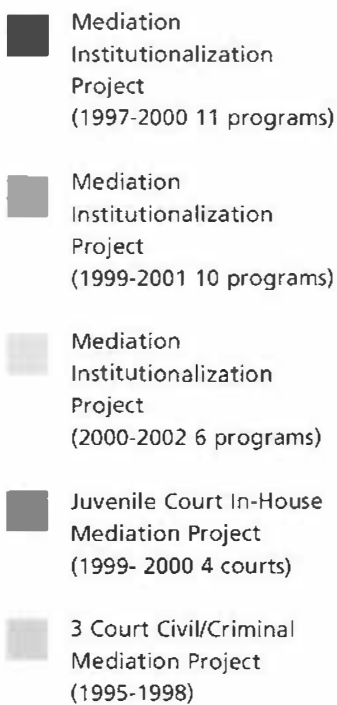 Mediation
Institutionalization
Project
(1997-2000 11 programs)
Mediation
Institutionalization
Project
(1999-2001 10 programs)
Mediation
Institutionalization
Project
(2000-2002 6 programs)
Juvenile Court In-House
Mediation Project
(1999- 2000 4 courts)
3 Court Civil/Criminal
Mediation Project
(1995-1998)